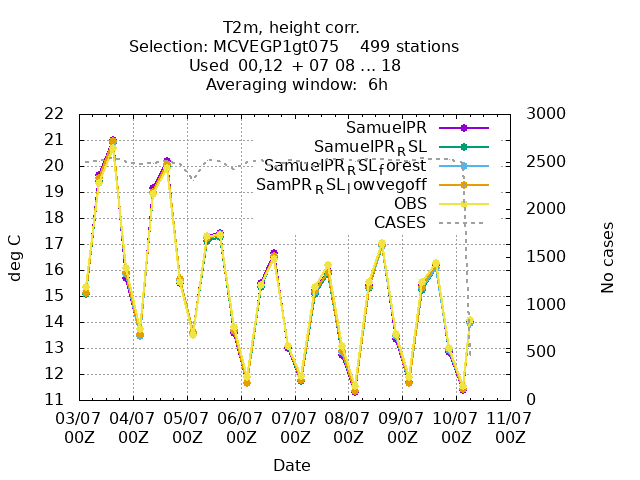 T2m, height corr.
Selection: MCVEGP1gt075 499 stations
Used 00,12 + 07 08 ... 18
Averaging window: 6h
22
21
20
19
18
17
16
15
14
13
12
11
deg C
3000
2500
2000
1500
1000
500
0
No cases
SamuelPR
SamuelPR_RSL
SamuelPR_RSL_forest
SamPR_RSL_lowvegoff
OBS
CASES
03/07 04/07 05/07 06/07 07/07 08/07 09/07 10/07 11/07
00Z 00Z 00Z 00Z 00Z 00Z 00Z 00Z 00Z
Date